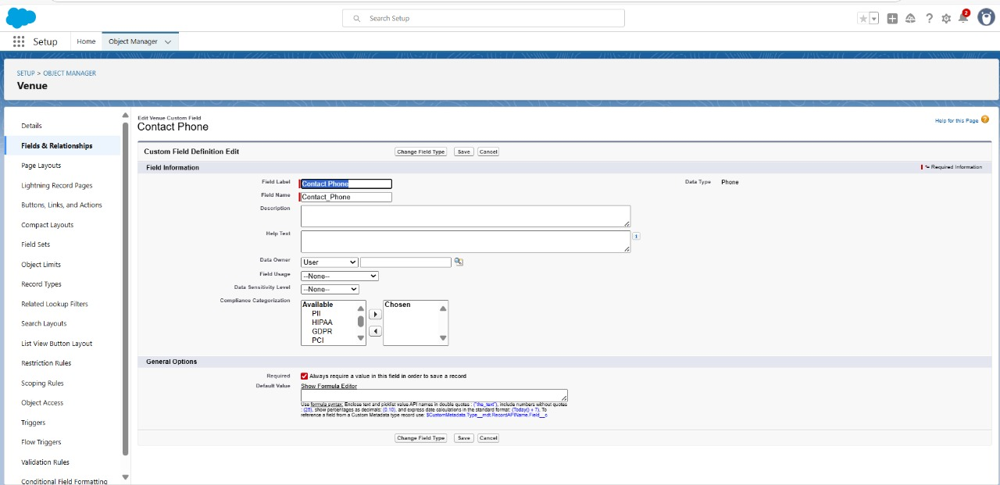 Search Setup
2
Setup
Home
Object Manager
SETUP > OBJECT MANAGER
Venue
Details
Fields & Relationships
Page Layouts
Lightning Record Pages
Buttons, Links, and Actions
Compact Layouts
Field Sets
Object Limits
Record Types
Related Lookup Filters
Search Layouts
List View Button Layout
Restriction Rules
Scoping Rules
Object Access
Triggers
Flow Triggers
Validation Rules
Conditional Field Formatting
Edit Venue Custom Field
Contact Phone
Help for this Page ?
Custom Field Definition Edit
Change Field Type Save Cancel
Field Information
= Required Information
Field Label Contact Phone
Data Type Phone
Field Name Contact_Phone
Description
Help Text
i
Data Owner User
Field Usage --None--
Data Sensitivity Level --None--
Compliance Categorization
Available
PII
HIPAA
GDPR
PCI
Chosen
General Options
Required Always require a value in this field in order to save a record
Default Value Show Formula Editor
Use formula syntax: Enclose text and picklist value API names in double quotes : ("the_text"), include numbers without quotes
: (25), show percentages as decimals: (0.10), and express date calculations in the standard format: (Today() + 7). To
reference a field from a Custom Metadata type record use: $CustomMetadata.Type__mdt.RecordAPIName.Field__c
Change Field Type Save Cancel